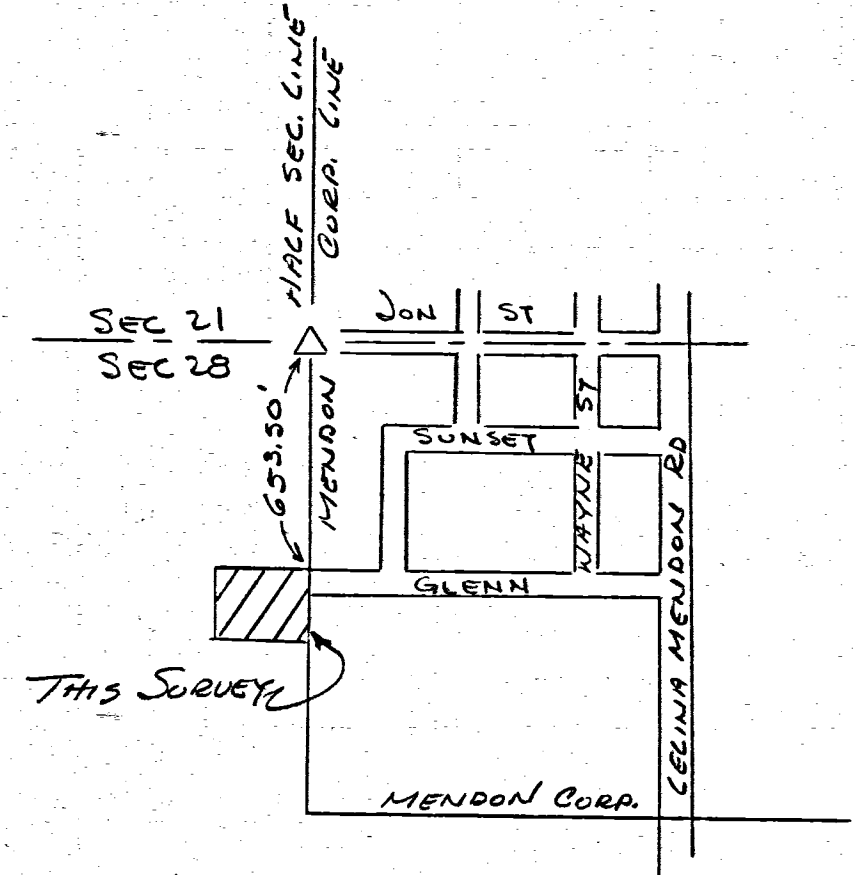 HALF SEC. LINE
CORP. LINE
JON ST
SEC 21
SEC 28
653.50'
MENDON
SUNSET
WAYNE ST
CELINA MENDON RD
GLENN
THIS SURVEY
MENDON CORP.